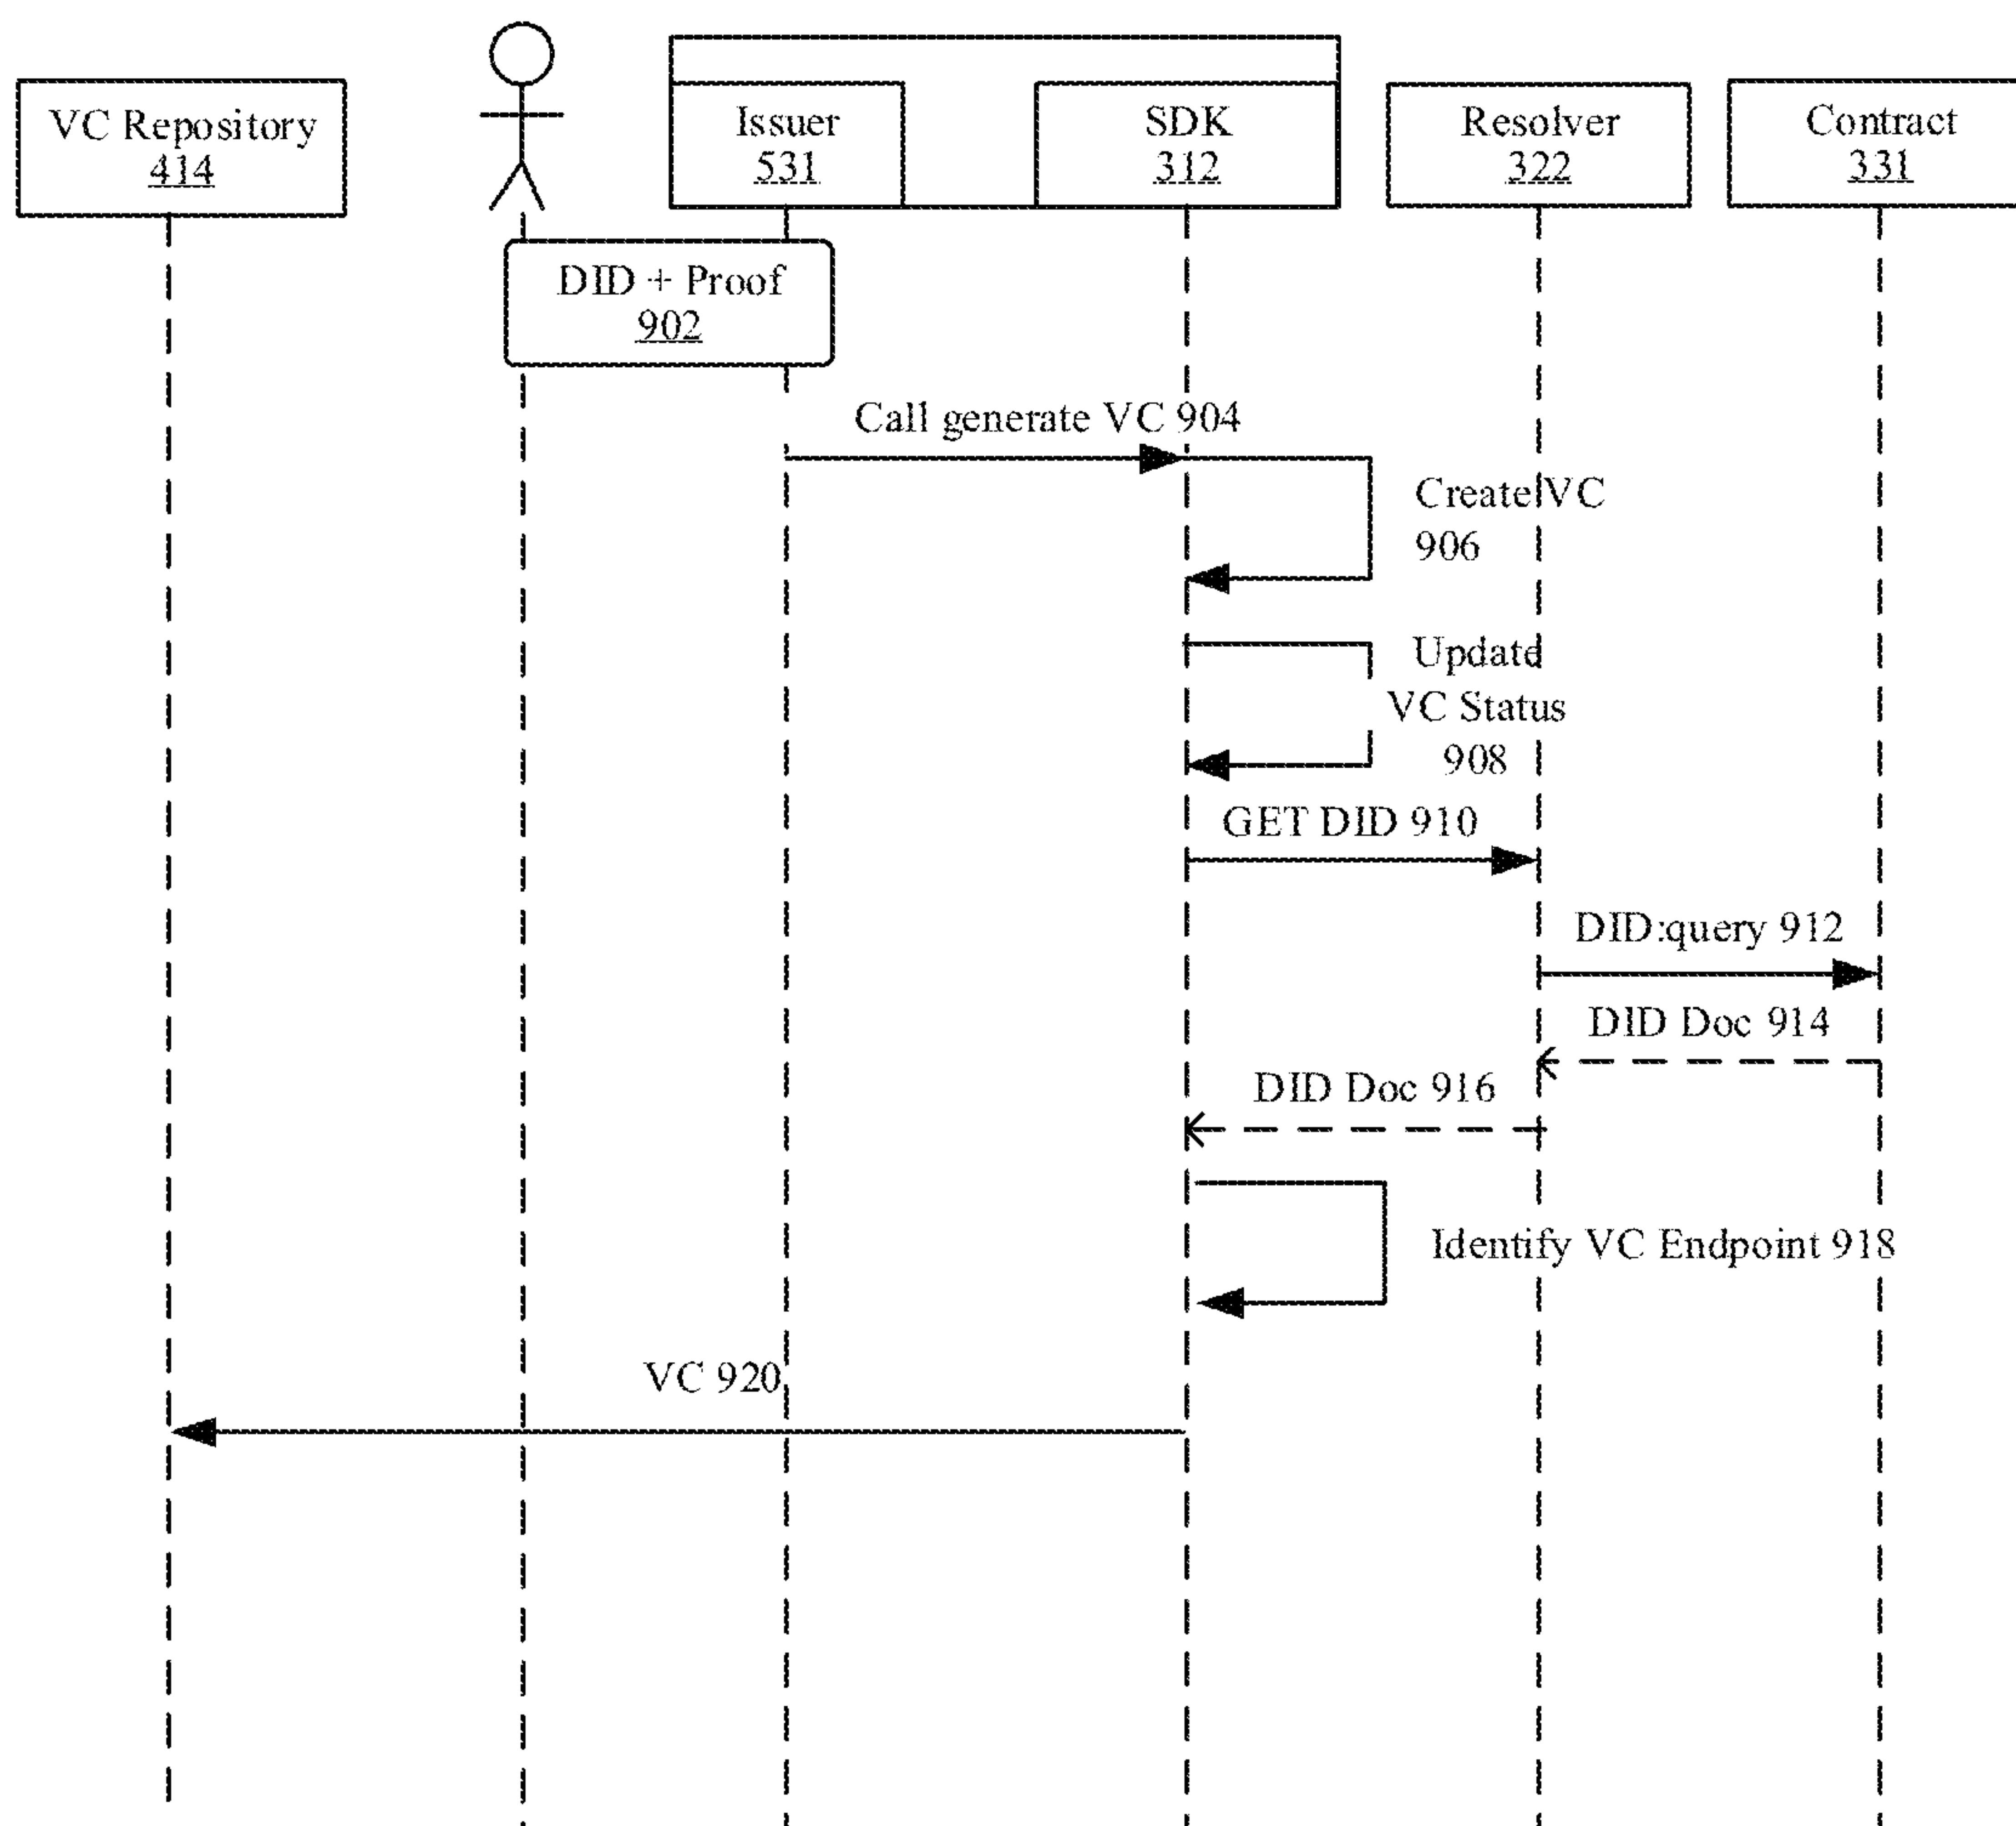 VC Repository
414
Issuer
531
SDK
312
Resolver
322
Contract
331
DID + Proof
902
Call generate VC 904
Create VC
906
Update
VC Status
908
GET DID 910
DID:query 912
DID Doc 914
DID Doc 916
Identify VC Endpoint 918
VC 920